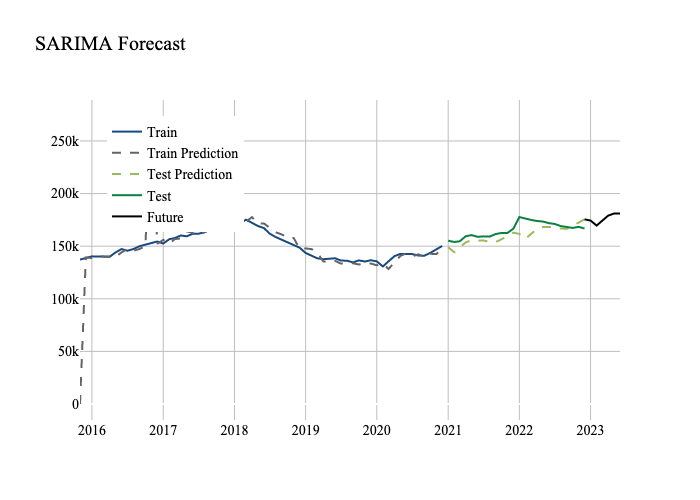 SARIMA Forecast
Train
Train Prediction
Test Prediction
Test
Future
250k
200k
150k
100k
50k
0
2016 2017 2018 2019 2020 2021 2022 2023